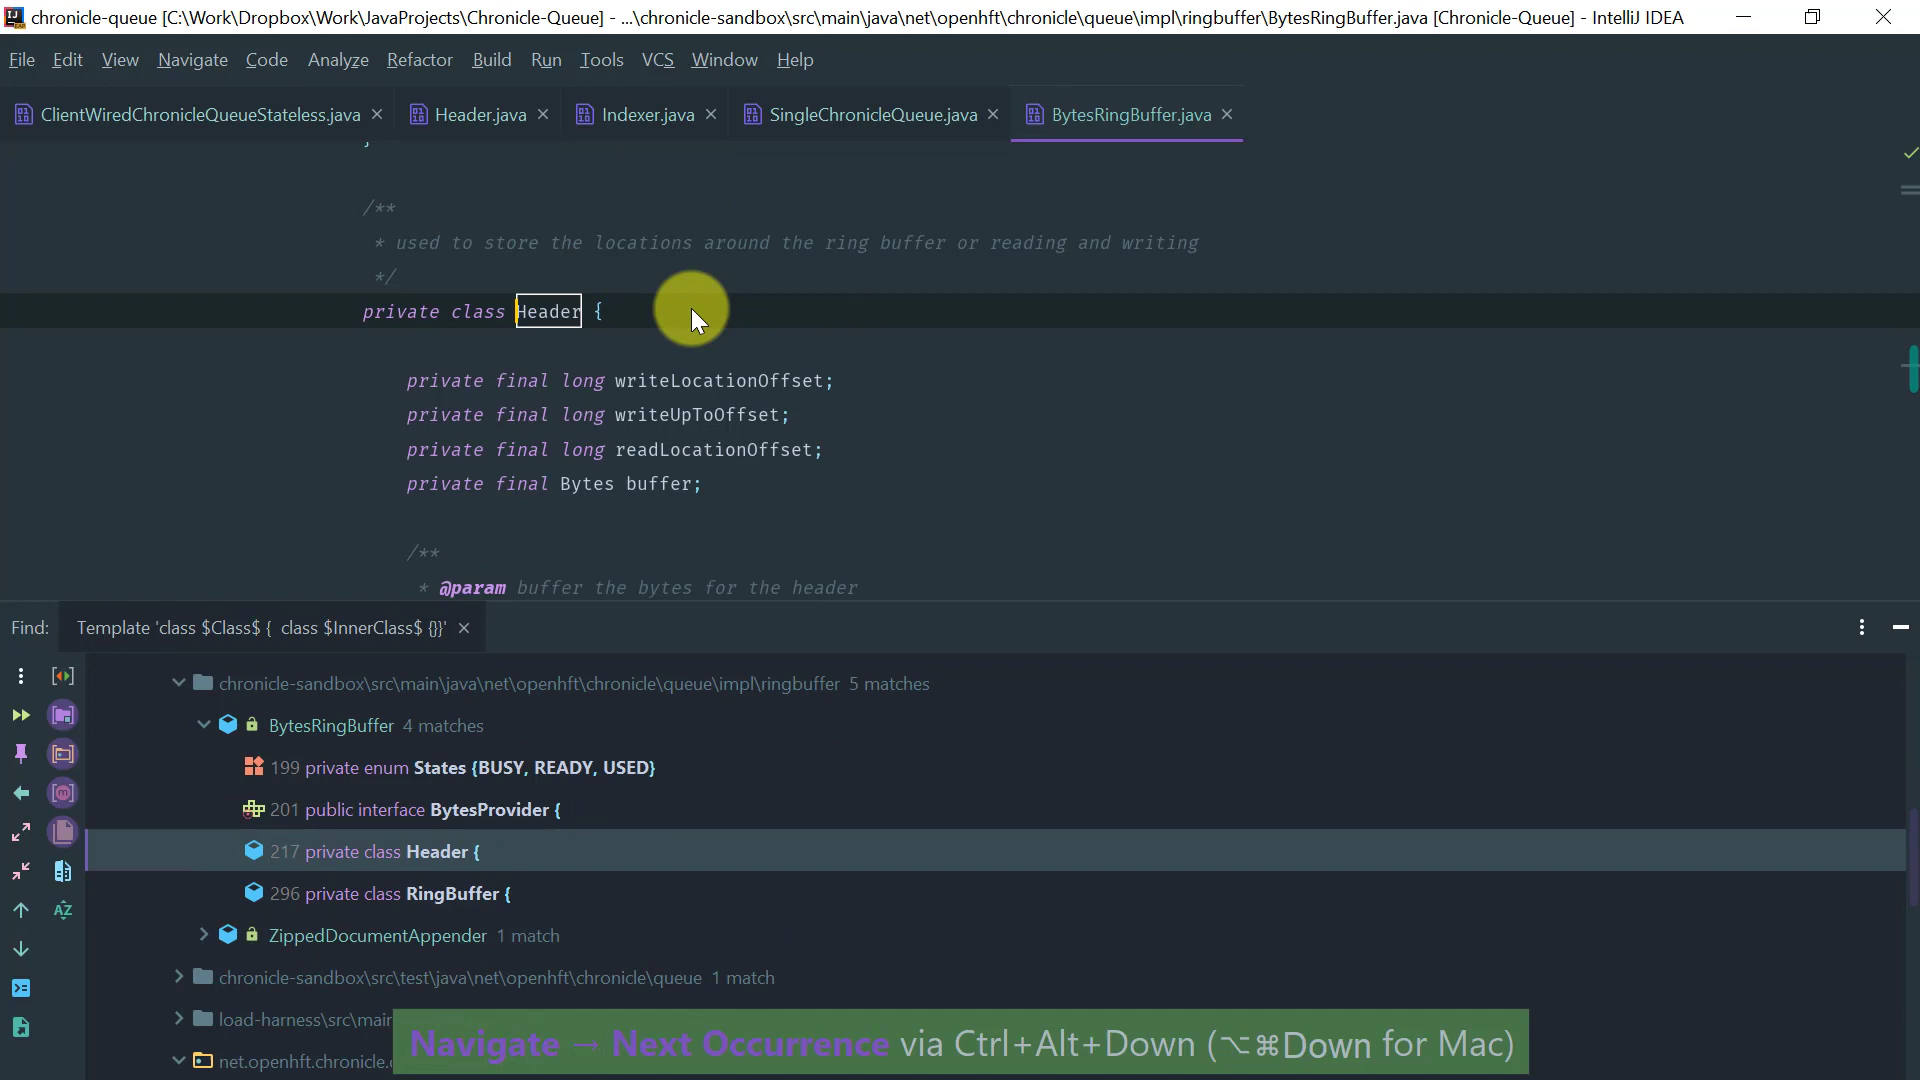 chronicle-queue [C:\Work\Dropbox\Work\JavaProjects\Chronicle-Queue] - ...\chronicle-sandbox\src\main\java\net\openhft\chronicle\queue\impl\ringbuffer\BytesRingBuffer.java [Chronicle-Queue] - IntelliJ IDEA
File Edit View Navigate Code Analyze Refactor Build Run Tools VCS Window Help
ClientWiredChronicleQueueStateless.java Header.java Indexer.java SingleChronicleQueue.java BytesRingBuffer.java
}
/**
* used to store the locations around the ring buffer or reading and writing
*/
private class Header {
private final long writeLocationOffset;
private final long writeUpToOffset;
private final long readLocationOffset;
private final Bytes buffer;
/**
* @param buffer the bytes for the header
Find: Template 'class $Class$ { class $InnerClass$ {}}'
chronicle-sandbox\src\main\java\net\openhft\chronicle\queue\impl\ringbuffer 5 matches
BytesRingBuffer 4 matches
199 private enum States {BUSY, READY, USED}
201 public interface BytesProvider {
217 private class Header {
296 private class RingBuffer {
ZippedDocumentAppender 1 match
chronicle-sandbox\src\test\java\net\openhft\chronicle\queue 1 match
load-harness\src\main
net.openhft.chronicle.
Navigate → Next Occurrence via Ctrl+Alt+Down (⌥⌘Down for Mac)